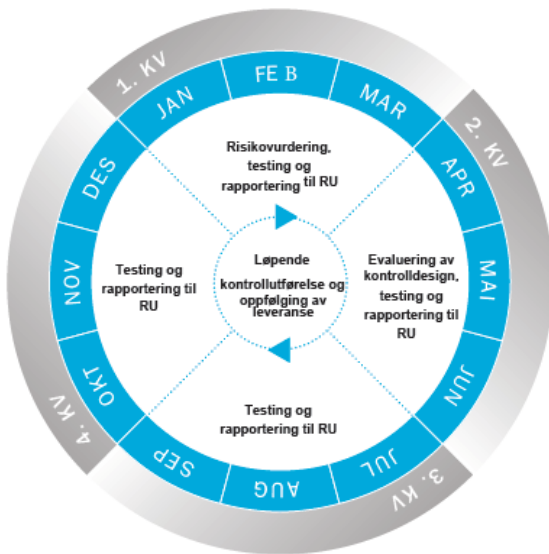 1. KV
JAN
FE B
MAR
2. KV
APR
MAI
JUN
3. KV
JUL
AUG
SEP
4. KV
OKT
NOV
DES
Risikovurdering,
testing og
rapportering til RU
Løpende
kontrollutførelse og
oppfølging av
leveranse
Evaluering av
kontrolldesign,
testing og
rapportering til
RU
Testing og
rapportering til RU
Testing og
rapportering til
RU